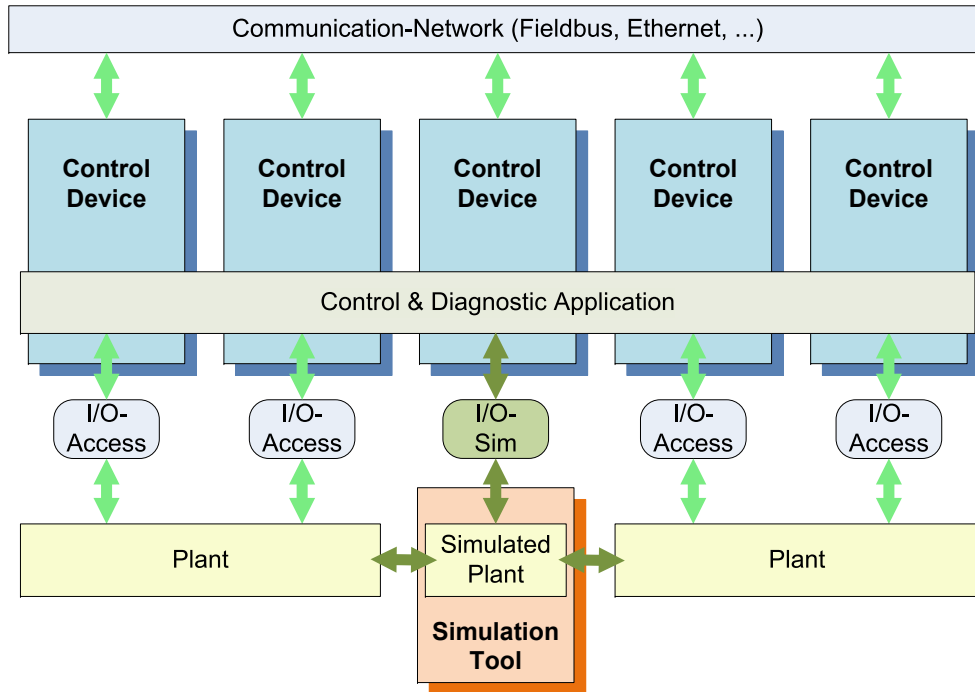 Communication-Network (Fieldbus, Ethernet, ...)
Control
Device
Control
Device
Control
Device
Control
Device
Control
Device
Control & Diagnostic Application
I/O-
Access
I/O-
Access
I/O-
Sim
I/O-
Access
I/O-
Access
Plant
Simulated
Plant
Plant
Simulation
Tool